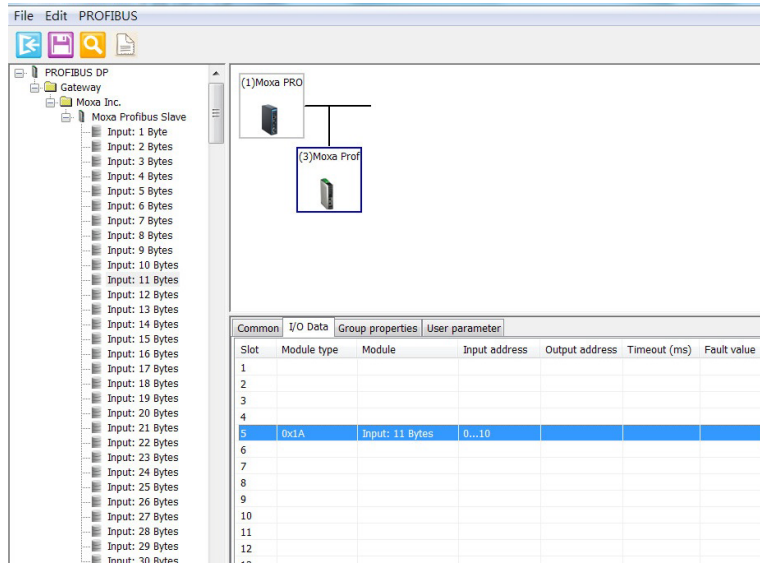 File Edit PROFIBUS
PROFIBUS DP
Gateway
Moxa Inc.
Moxa Profibus Slave
Input: 1 Byte
Input: 2 Bytes
Input: 3 Bytes
Input: 4 Bytes
Input: 5 Bytes
Input: 6 Bytes
Input: 7 Bytes
Input: 8 Bytes
Input: 9 Bytes
Input: 10 Bytes
Input: 11 Bytes
Input: 12 Bytes
Input: 13 Bytes
Input: 14 Bytes
Input: 15 Bytes
Input: 16 Bytes
Input: 17 Bytes
Input: 18 Bytes
Input: 19 Bytes
Input: 20 Bytes
Input: 21 Bytes
Input: 22 Bytes
Input: 23 Bytes
Input: 24 Bytes
Input: 25 Bytes
Input: 26 Bytes
Input: 27 Bytes
Input: 28 Bytes
Input: 29 Bytes
Input: 30 Bytes
(1)Moxa PRO
(3)Moxa Prof
Common I/O Data Group properties User parameter
Slot Module type Module Input address Output address Timeout (ms) Fault value
1
2
3
4
5 0x1A Input: 11 Bytes 0...10
6
7
8
9
10
11
12